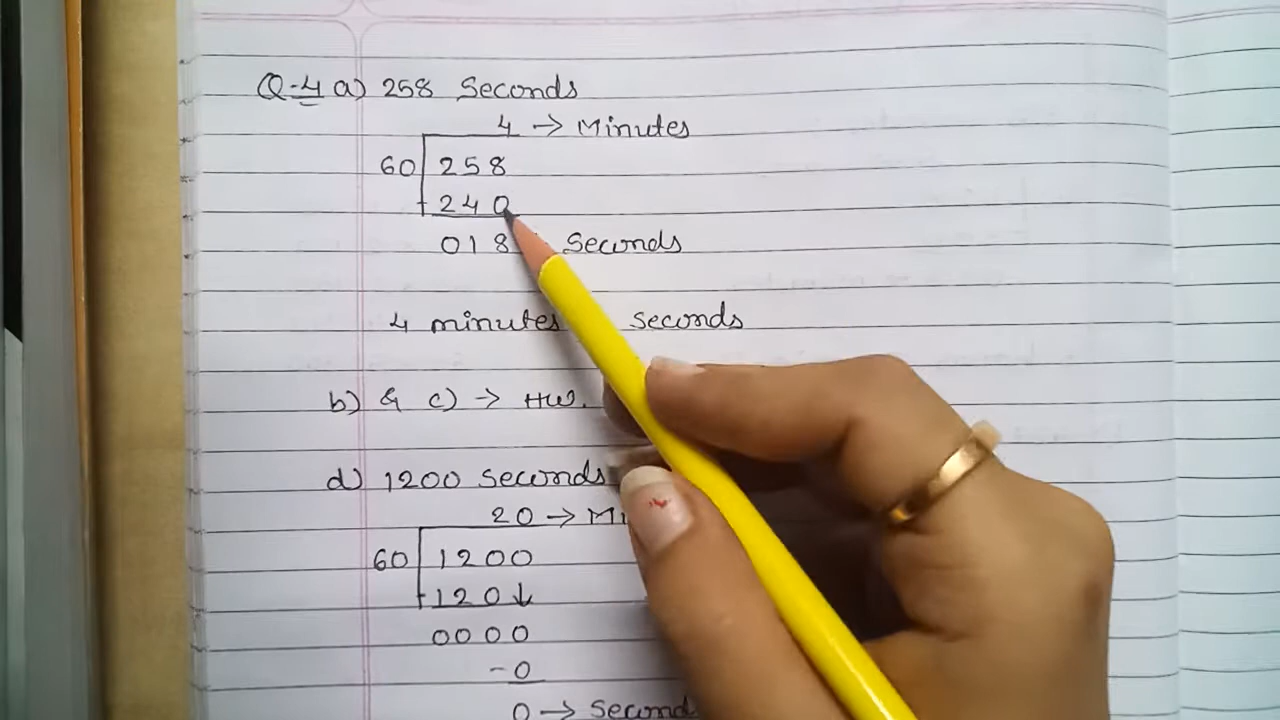 Q-4 a) 258 Seconds
4 → Minutes
60 258
240
018 Seconds
4 minutes seconds
b) & c) → HW.
d) 1200 Seconds
20 → Mi
60 1200
120↓
0000
-0
0 → Second